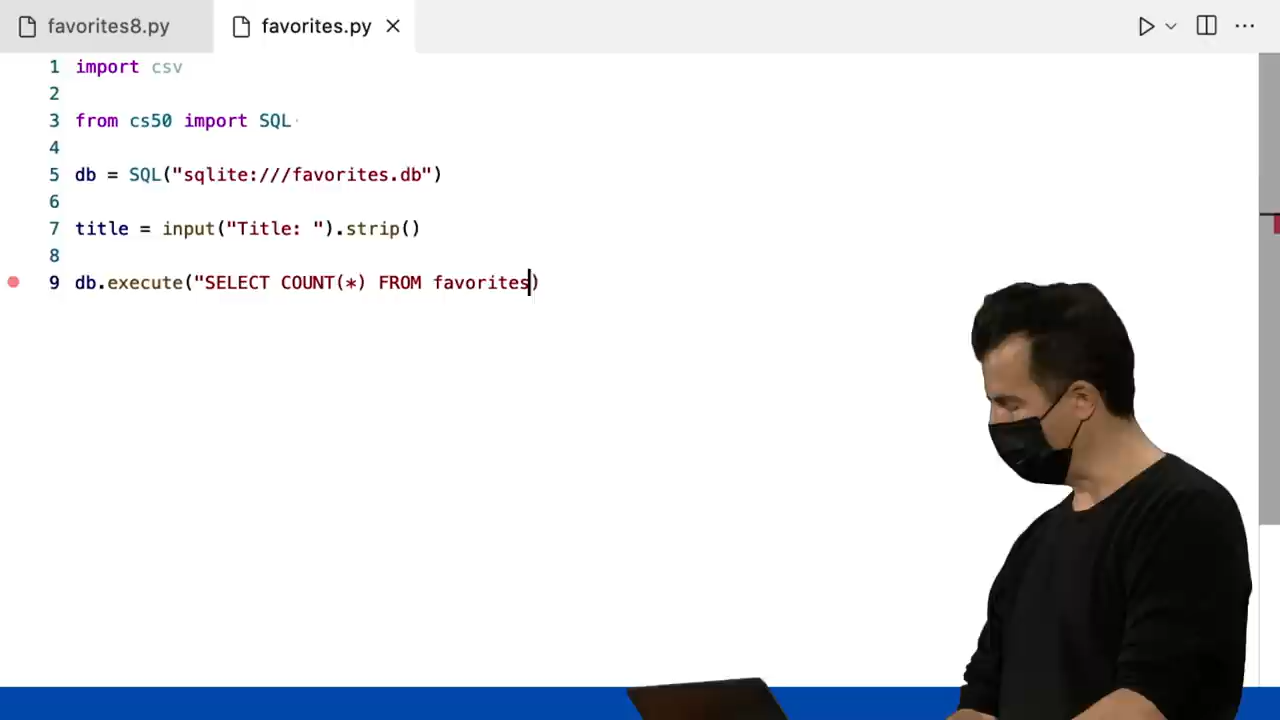 favorites8.py
favorites.py
1 import csv
2
3 from cs50 import SQL
4
5 db = SQL("sqlite:///favorites.db")
6
7 title = input("Title: ").strip()
8
9 db.execute("SELECT COUNT(*) FROM favorites)